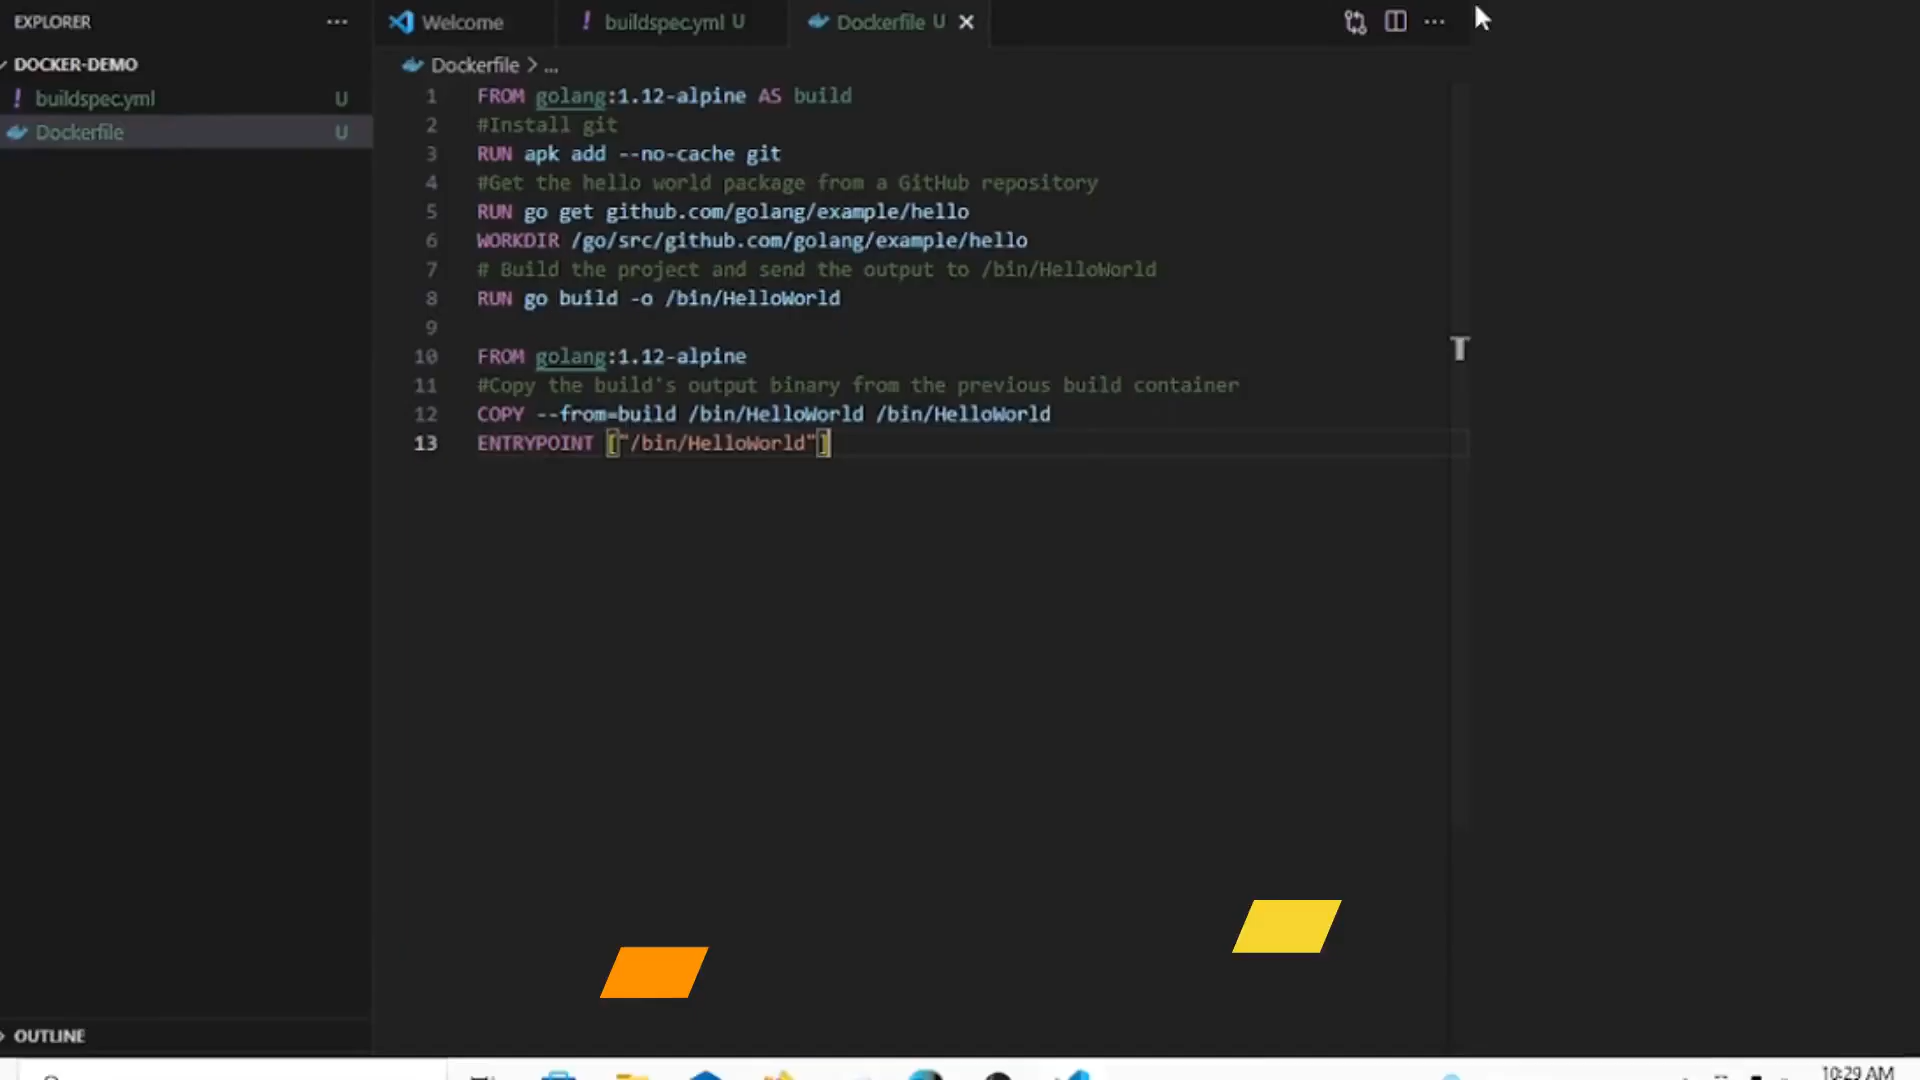 EXPLORER
DOCKER-DEMO
buildspec.yml U
Dockerfile U
OUTLINE
Welcome
buildspec.yml U
Dockerfile U
Dockerfile > ...
1 FROM golang:1.12-alpine AS build
2 #Install git
3 RUN apk add --no-cache git
4 #Get the hello world package from a GitHub repository
5 RUN go get github.com/golang/example/hello
6 WORKDIR /go/src/github.com/golang/example/hello
7 # Build the project and send the output to /bin/HelloWorld
8 RUN go build -o /bin/HelloWorld
9
10 FROM golang:1.12-alpine
11 #Copy the build's output binary from the previous build container
12 COPY --from=build /bin/HelloWorld /bin/HelloWorld
13 ENTRYPOINT ["/bin/HelloWorld"]
10:29 AM